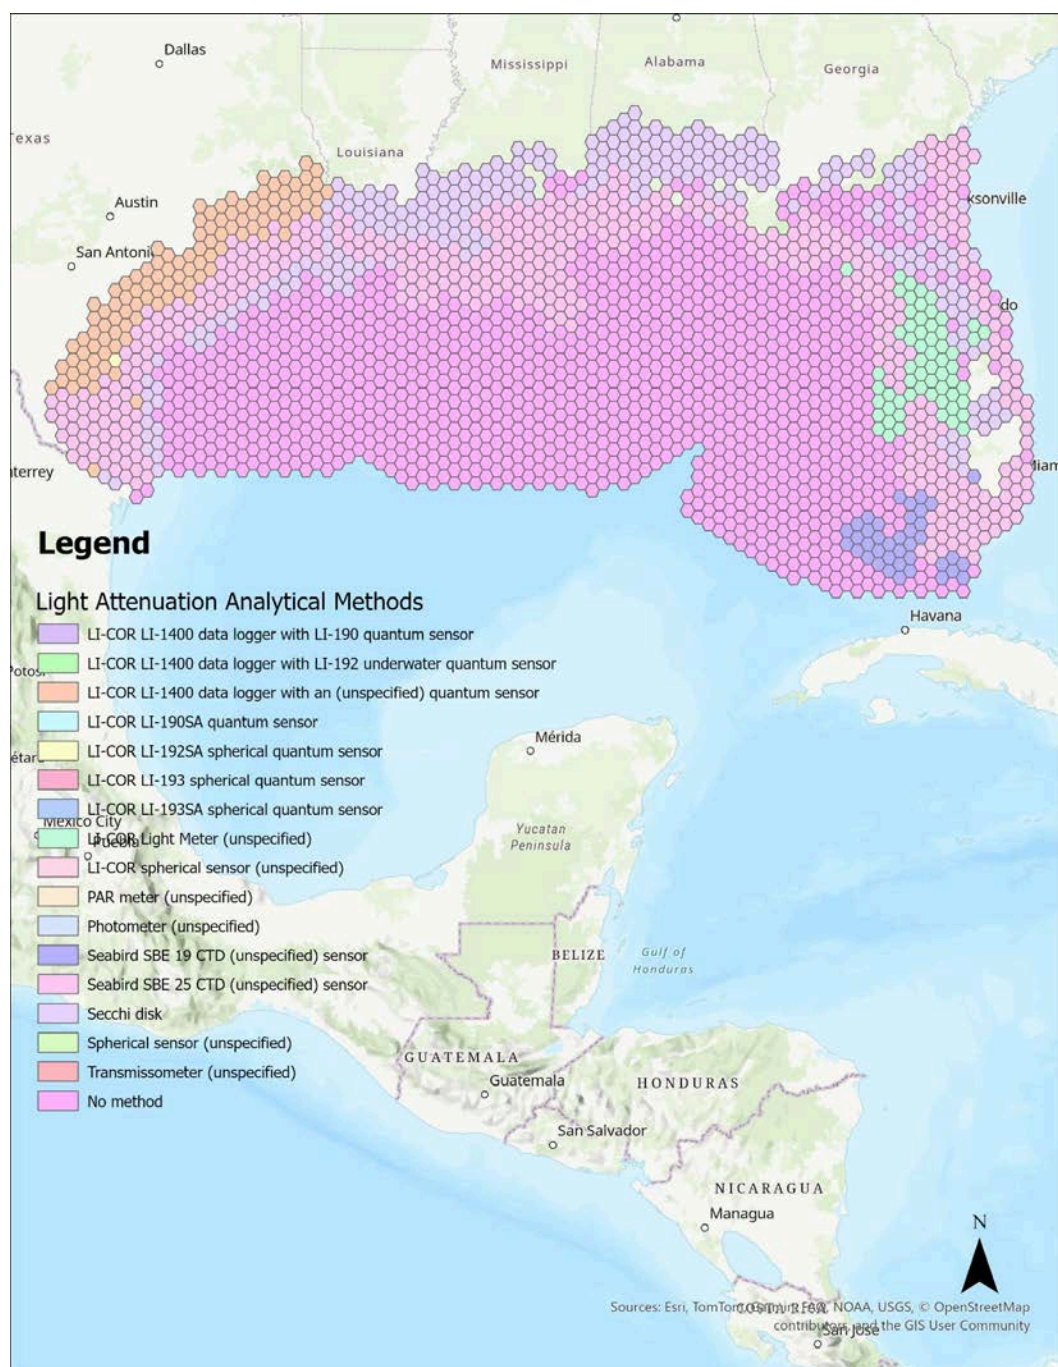 Dallas
Mississippi
Alabama
Georgia
Texas
Louisiana
Austin
ksonville
San Antoni
do
nterrey
Miam
Legend
Light Attenuation Analytical Methods
LI-COR LI-1400 data logger with LI-190 quantum sensor
LI-COR LI-1400 data logger with LI-192 underwater quantum sensor
LI-COR LI-1400 data logger with an (unspecified) quantum sensor
LI-COR LI-190SA quantum sensor
LI-COR LI-192SA spherical quantum sensor
LI-COR LI-193 spherical quantum sensor
LI-COR LI-193SA spherical quantum sensor
LI-COR Light Meter (unspecified)
LI-COR spherical sensor (unspecified)
PAR meter (unspecified)
Photometer (unspecified)
Seabird SBE 19 CTD (unspecified) sensor
Seabird SBE 25 CTD (unspecified) sensor
Secchi disk
Spherical sensor (unspecified)
Transmissometer (unspecified)
No method
Havana
Potosí
Mérida
Mexico City
Puebla
Yucatan
Peninsula
BELIZE
Gulf of
Honduras
GUATEMALA
Guatemala
HONDURAS
San Salvador
NICARAGUA
Managua
N
COSTA RICA
San José
Sources: Esri, TomTom, Garmin, FAO, NOAA, USGS, © OpenStreetMap
contributors, and the GIS User Community